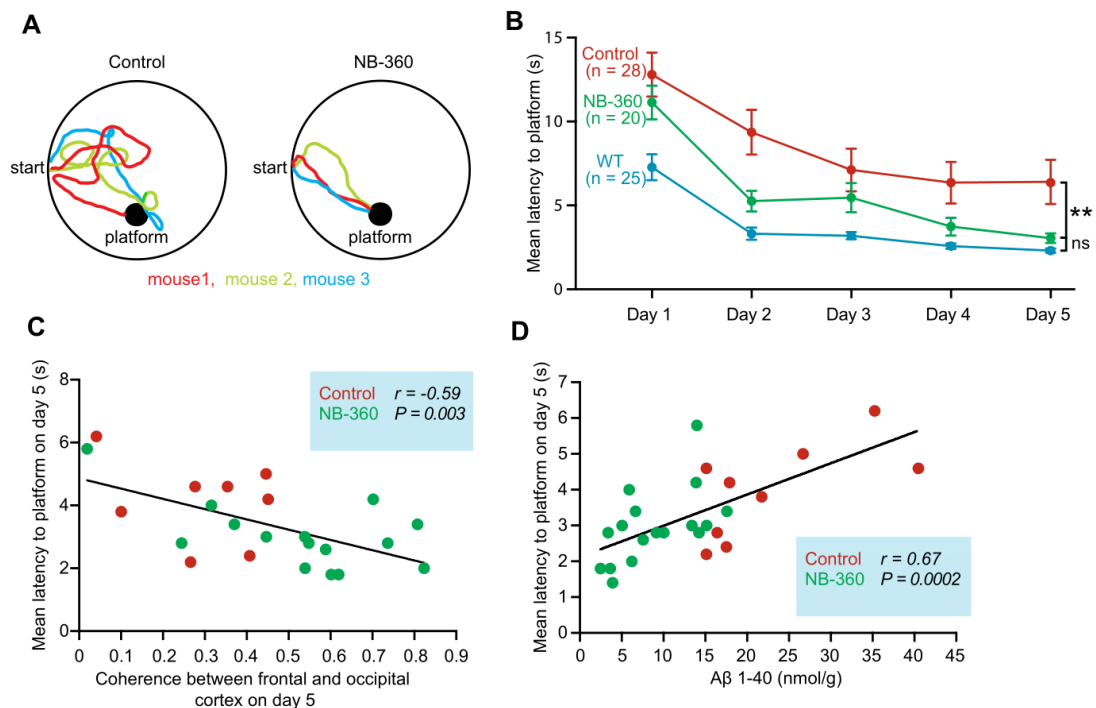 A
Control
NB-360
start
platform
start
platform
mouse1, mouse 2, mouse 3
B
Mean latency to platform (s)
15
10
5
0
Control
(n = 28)
NB-360
(n = 20)
WT
(n = 25)
**
ns
Day 1
Day 2
Day 3
Day 4
Day 5
C
Mean latency to platform on day 5 (s)
8
6
4
2
0
Control r = -0.59
NB-360 P = 0.003
0 0.1 0.2 0.3 0.4 0.5 0.6 0.7 0.8 0.9
Coherence between frontal and occipital
cortex on day 5
D
Mean latency to platform on day 5 (s)
7
6
5
4
3
2
1
0
Control r = 0.67
NB-360 P = 0.0002
0 5 10 15 20 25 30 35 40 45
Aβ 1-40 (nmol/g)